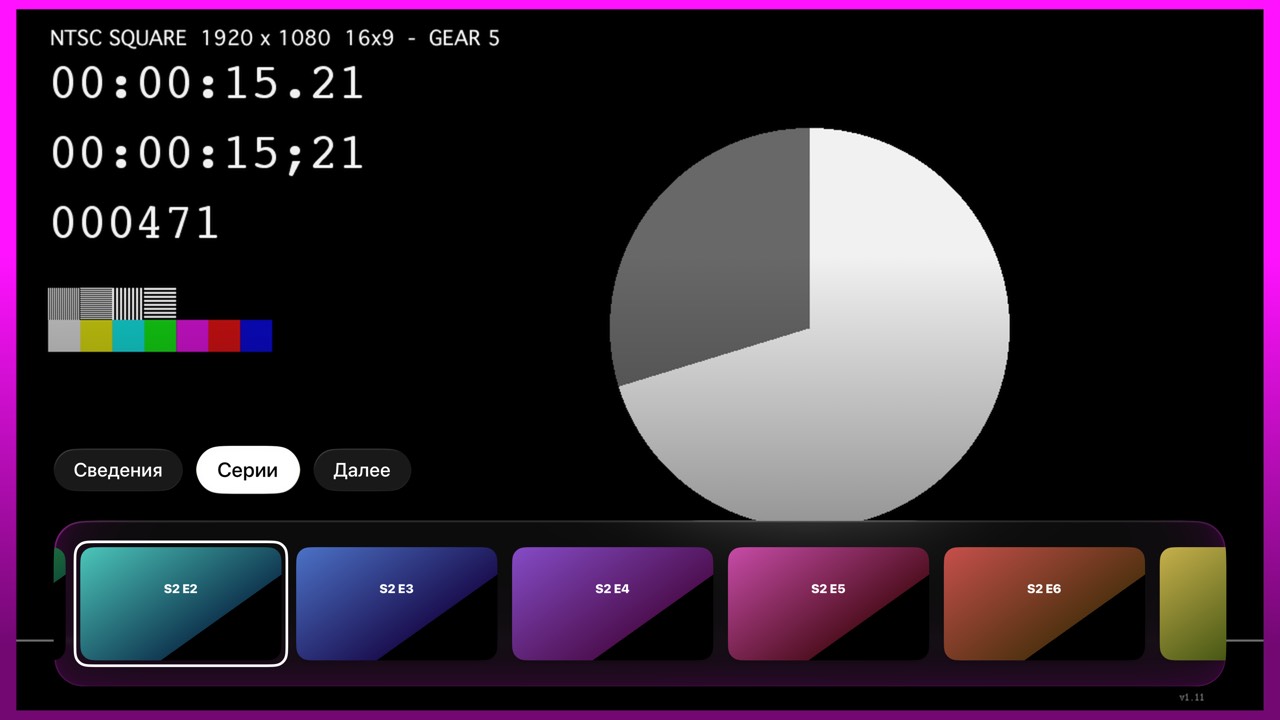 NTSC SQUARE 1920 x 1080 16x9 - GEAR 5
00:00:15.21
00:00:15;21
000471
Сведения Серии Далее
S2 E2 S2 E3 S2 E4 S2 E5 S2 E6
v1.11